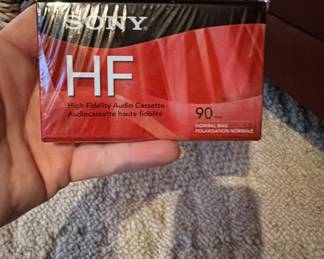 SONY
HF
High Fidelity Audio Cassette
Audiocassette haute fidélité
90
NORMAL BIAS
POLARISATION NORMALE